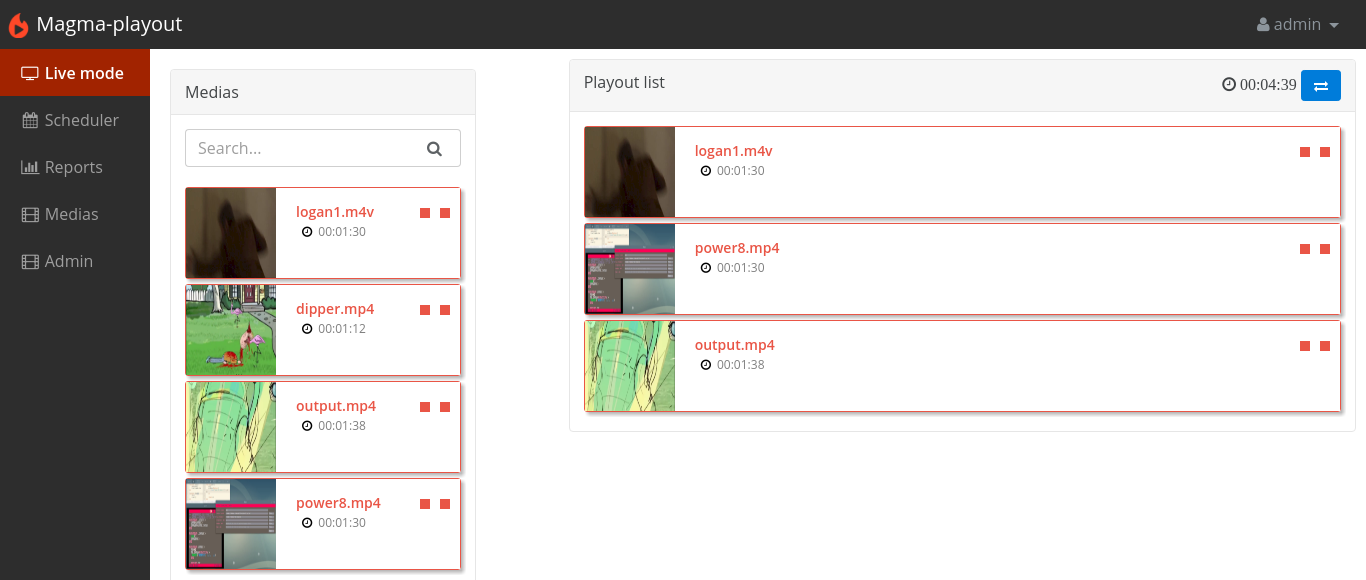 Magma-playout
admin
Live mode
Scheduler
Reports
Medias
Admin
Medias
Search...
logan1.m4v
00:01:30
dipper.mp4
00:01:12
output.mp4
00:01:38
power8.mp4
00:01:30
Playout list
00:04:39
logan1.m4v
00:01:30
power8.mp4
00:01:30
output.mp4
00:01:38